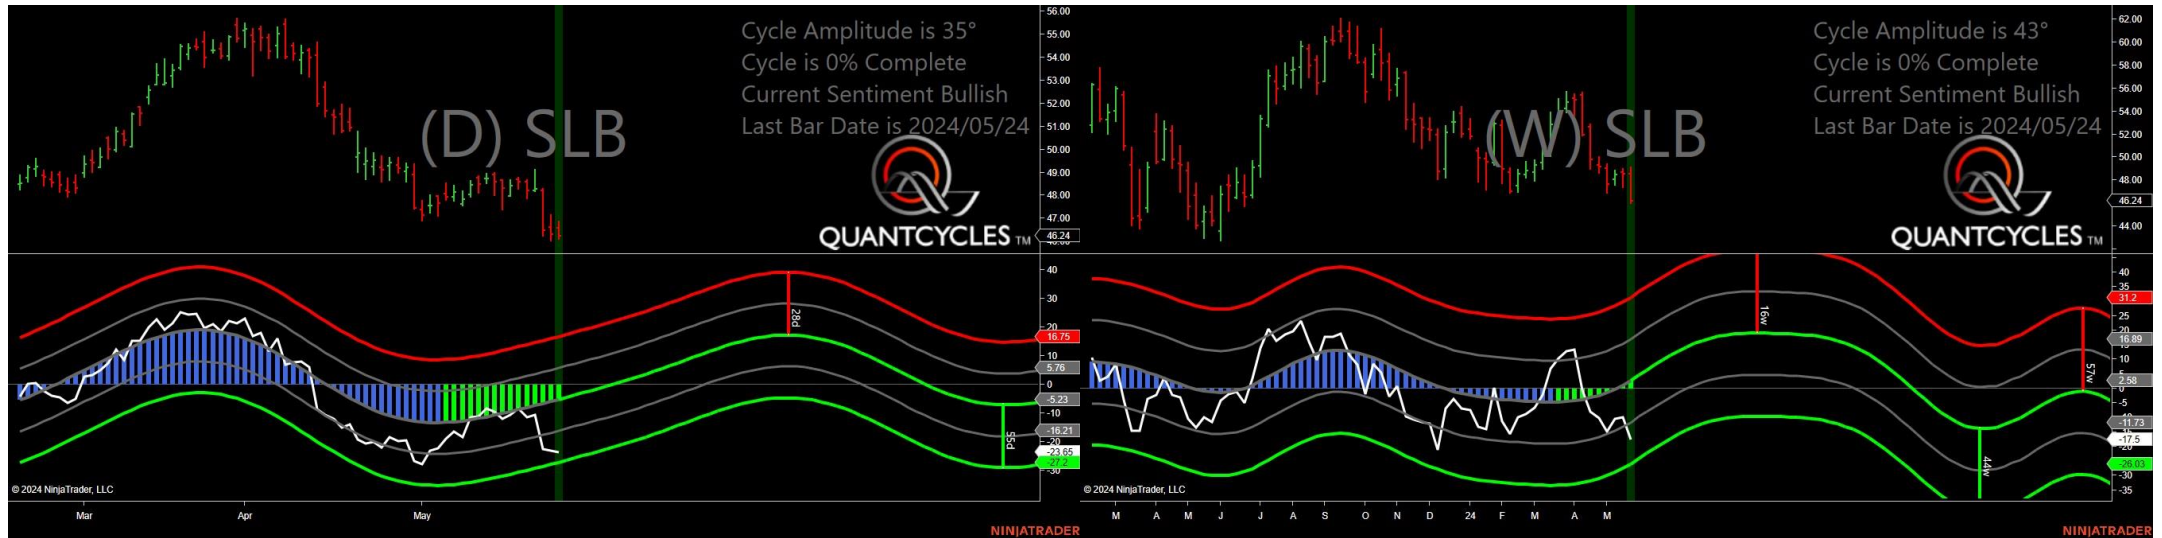 Cycle Amplitude is 35°
Cycle is 0% Complete
Current Sentiment Bullish
Last Bar Date is 2024/05/24
(D) SLB
QUANTCYCLES TM
56.00
55.00
54.00
53.00
52.00
51.00
50.00
49.00
48.00
47.00
46.24
40
30
20
16.75
10
5.76
0
-5.23
-10
-16.21
-20
-23.65
-27.2
-30
28d
55d
© 2024 NinjaTrader, LLC
Mar Apr May
NINJATRADER
Cycle Amplitude is 43°
Cycle is 0% Complete
Current Sentiment Bullish
Last Bar Date is 2024/05/24
(W) SLB
QUANTCYCLES TM
62.00
60.00
58.00
56.00
54.00
52.00
50.00
48.00
46.24
44.00
40
35
31.2
25
20
16.89
10
5
2.58
-5
-11.73
-17.5
-20
-26.03
-30
-35
16w
44w
57w
© 2024 NinjaTrader, LLC
M A M J J A S O N D 24 F M A M
NINJATRADER